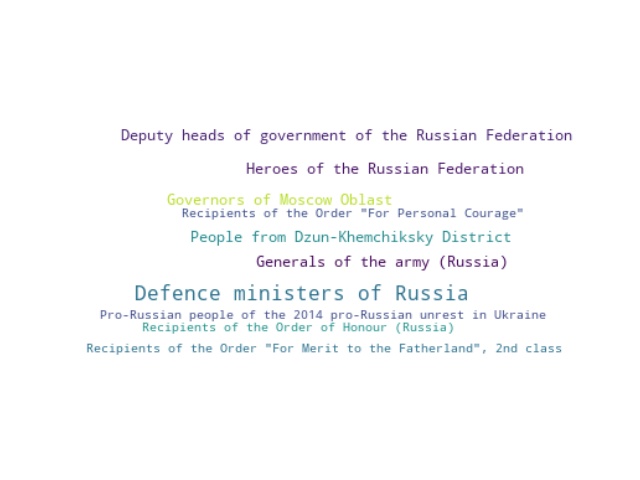 Deputy heads of government of the Russian Federation
Heroes of the Russian Federation
Governors of Moscow Oblast
Recipients of the Order "For Personal Courage"
People from Dzun-Khemchiksky District
Generals of the army (Russia)
Defence ministers of Russia
Pro-Russian people of the 2014 pro-Russian unrest in Ukraine
Recipients of the Order of Honour (Russia)
Recipients of the Order "For Merit to the Fatherland", 2nd class